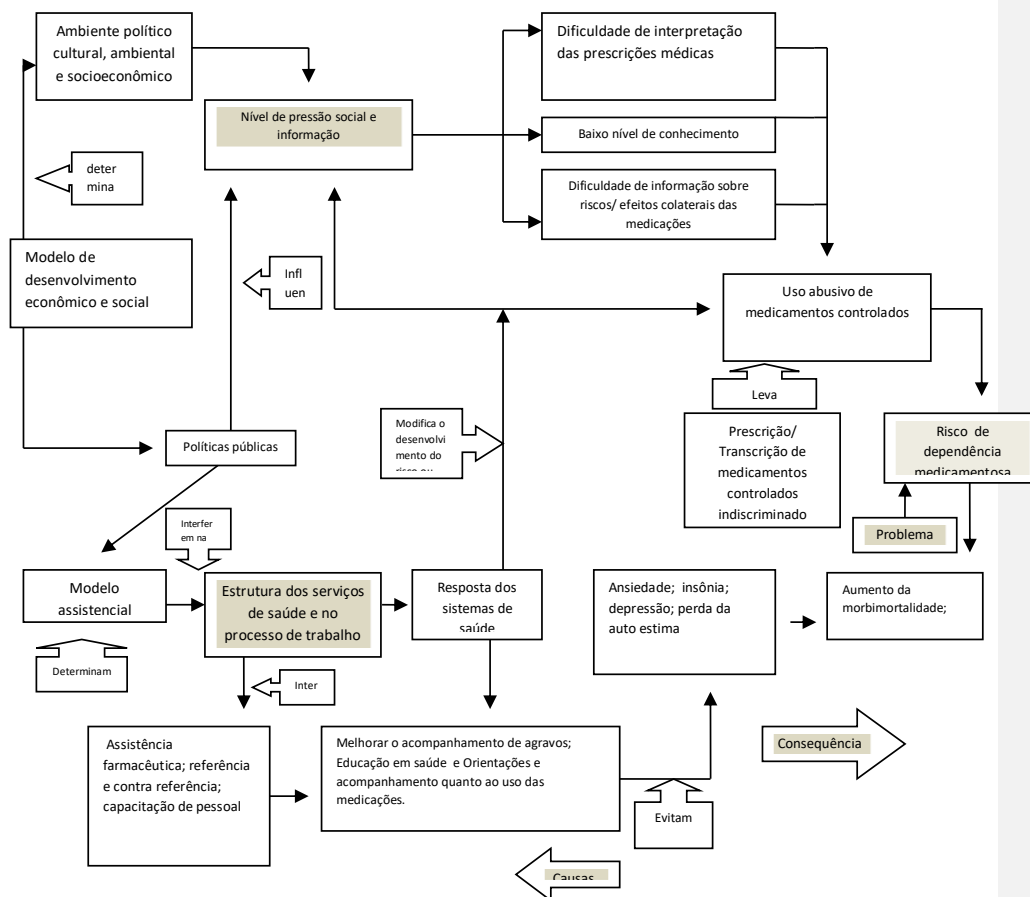 Ambiente político
cultural, ambiental
e socioeconômico
Dificuldade de interpretação
das prescrições médicas
Nível de pressão social e
informação
Baixo nível de conhecimento
deter
mina
Dificuldade de informação sobre
riscos/ efeitos colaterais das
medicações
Modelo de
desenvolvimento
econômico e social
Infl
uen
Uso abusivo de
medicamentos controlados
Leva
Modifica o
desenvolvi
mento do
Políticas públicas
Prescrição/
Transcrição de
medicamentos
controlados
indiscriminado
Risco de
dependência
medicamentosa
Problema
Interfer
em na
Modelo
assistencial
Estrutura dos serviços
de saúde e no
processo de trabalho
Resposta dos
sistemas de
saúde
Ansiedade; insônia;
depressão; perda da
auto estima
Aumento da
morbimortalidade;
Determinam
Inter
Assistência
farmacêutica; referência
e contra referência;
capacitação de pessoal
Melhorar o acompanhamento de agravos;
Educação em saúde e Orientações e
acompanhamento quanto ao uso das
medicações.
Consequência
Evitam
Causas